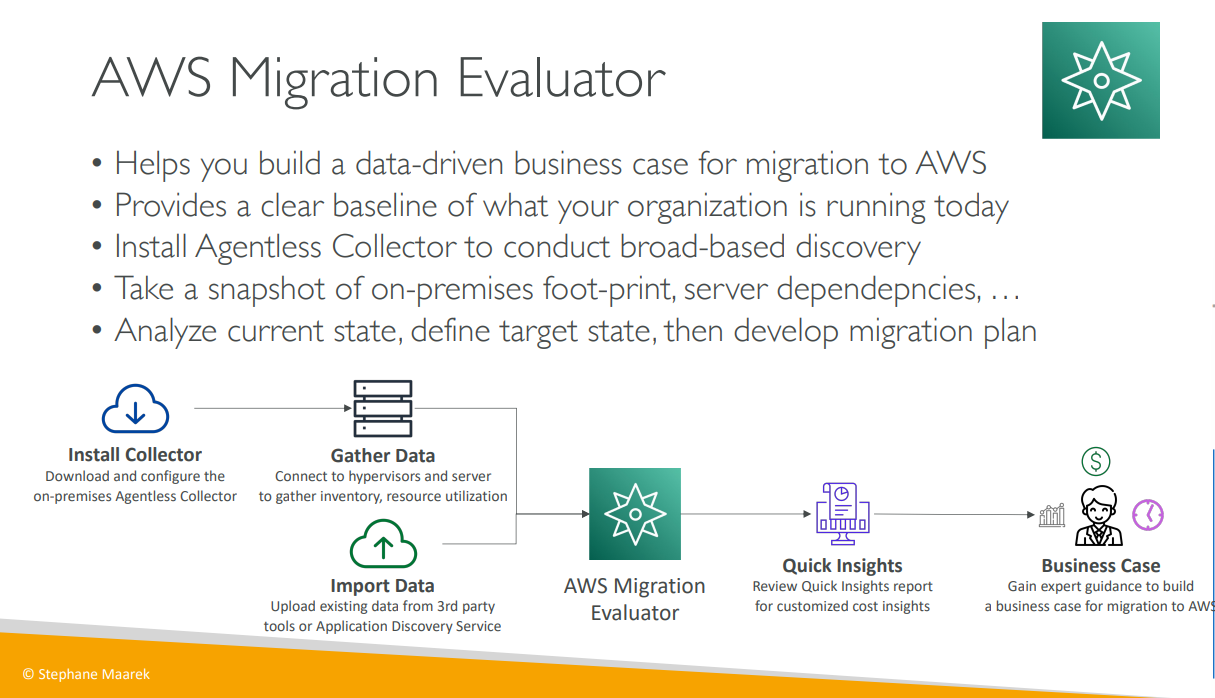 AWS Migration Evaluator
• Helps you build a data-driven business case for migration to AWS
• Provides a clear baseline of what your organization is running today
• Install Agentless Collector to conduct broad-based discovery
• Take a snapshot of on-premises foot-print, server dependepncies, …
• Analyze current state, define target state, then develop migration plan
Install Collector
Download and configure the
on-premises Agentless Collector
Gather Data
Connect to hypervisors and server
to gather inventory, resource utilization
Import Data
Upload existing data from 3rd party
tools or Application Discovery Service
AWS Migration
Evaluator
Quick Insights
Review Quick Insights report
for customized cost insights
$
Business Case
Gain expert guidance to build
a business case for migration to AWS
© Stephane Maarek